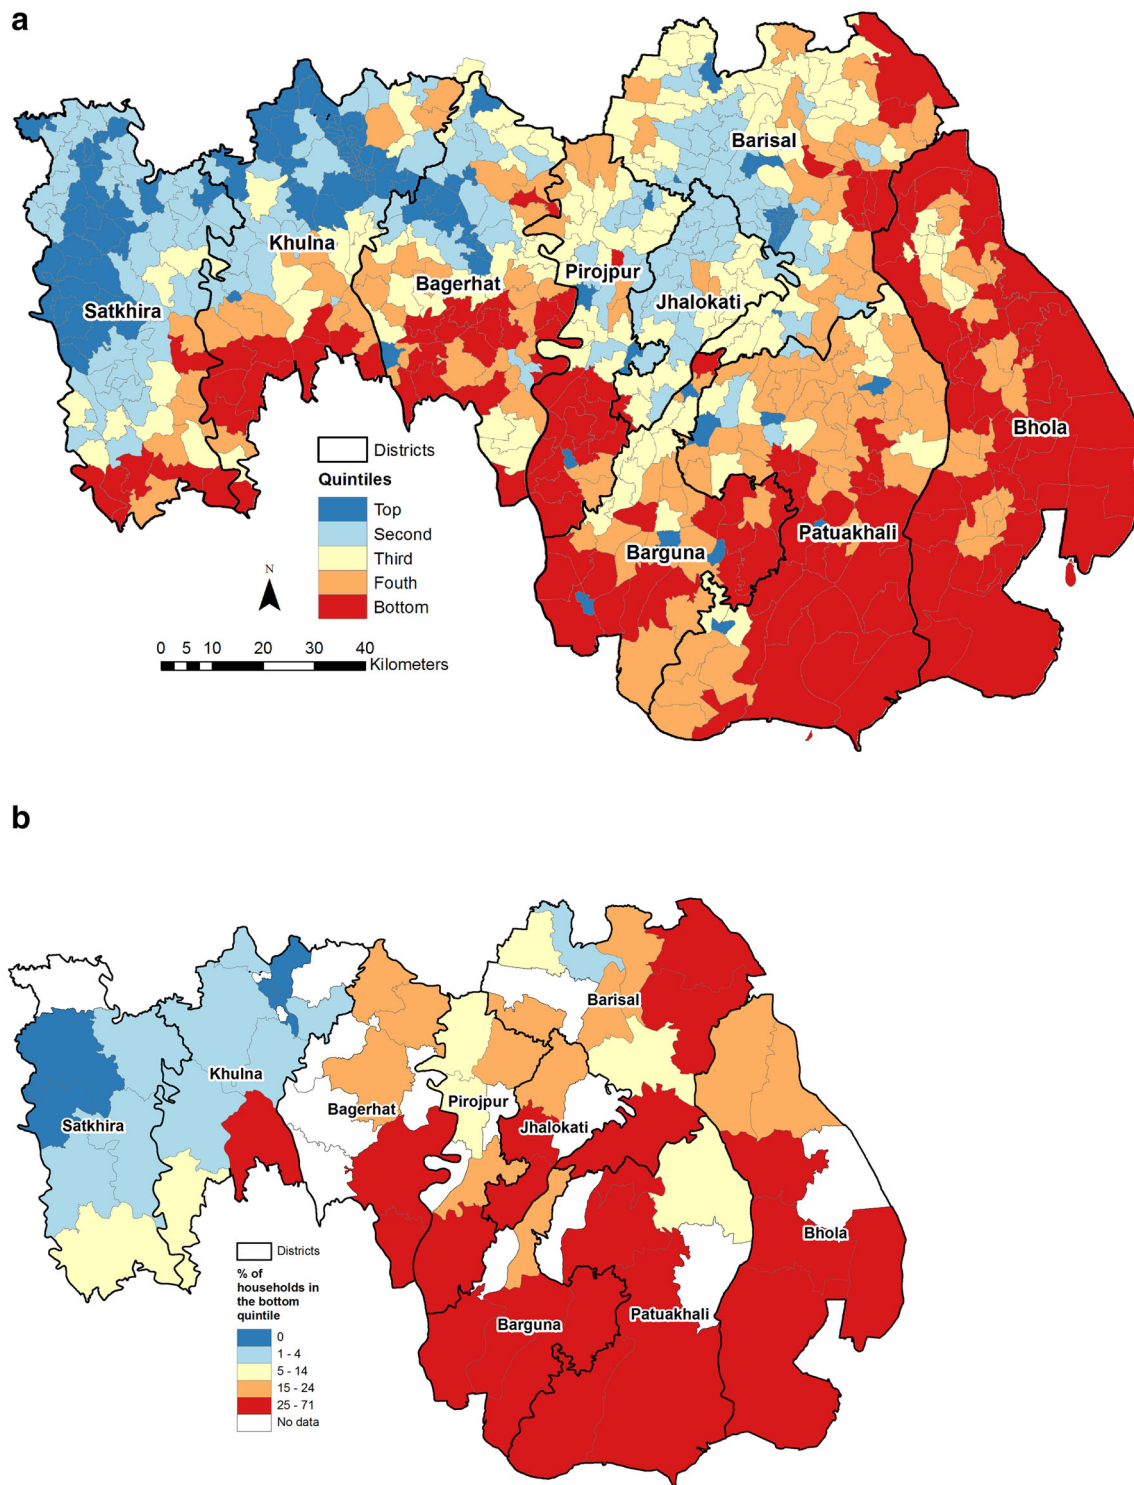 a
Barisal
Khulna
Pirojpur
Bagerhat
Jhalokati
Satkhira
Bhola
Districts
Quintiles
Top
Second
Third
Fouth
Bottom
Patuakhali
Barguna
N
0 5 10 20 30 40
Kilometers
b
Barisal
Khulna
Bagerhat
Pirojpur
Satkhira
Jhalokati
Bhola
Districts
% of
households in
the bottom
quintile
0
1 - 4
5 - 14
15 - 24
25 - 71
No data
Patuakhali
Barguna